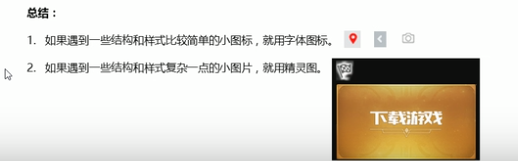 总结：
1. 如果遇到一些结构和样式比较简单的小图标，就用字体图标。
2. 如果遇到一些结构和样式复杂一点的小图片，就用精灵图。
下载游戏